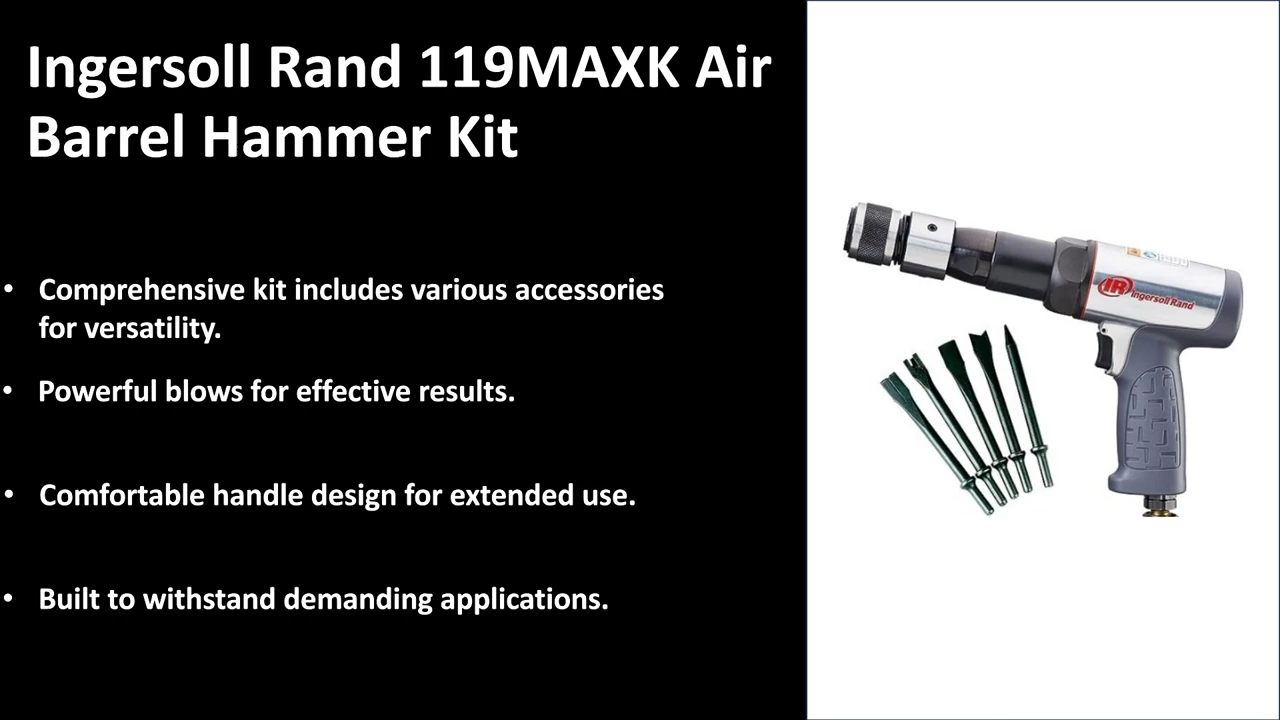 Ingersoll Rand 119MAXK Air
Barrel Hammer Kit
• Comprehensive kit includes various accessories
for versatility.
• Powerful blows for effective results.
• Comfortable handle design for extended use.
• Built to withstand demanding applications.
IR Ingersoll Rand